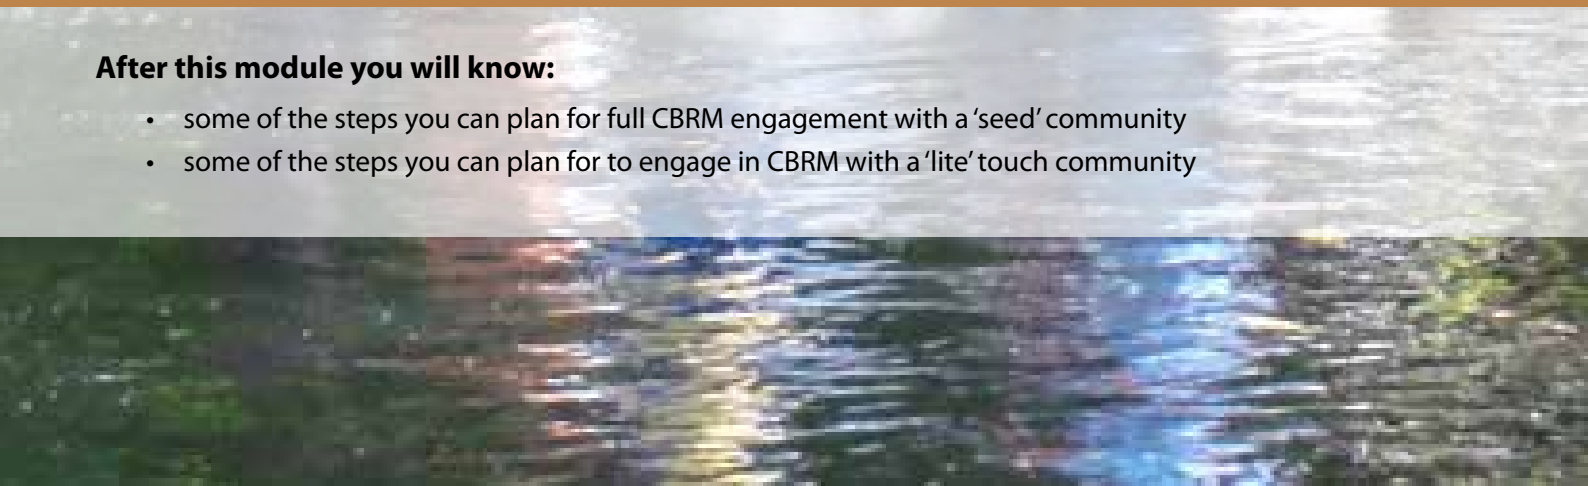 After this module you will know:
• some of the steps you can plan for full CBRM engagement with a ‘seed’ community
• some of the steps you can plan for to engage in CBRM with a ‘lite’ touch community